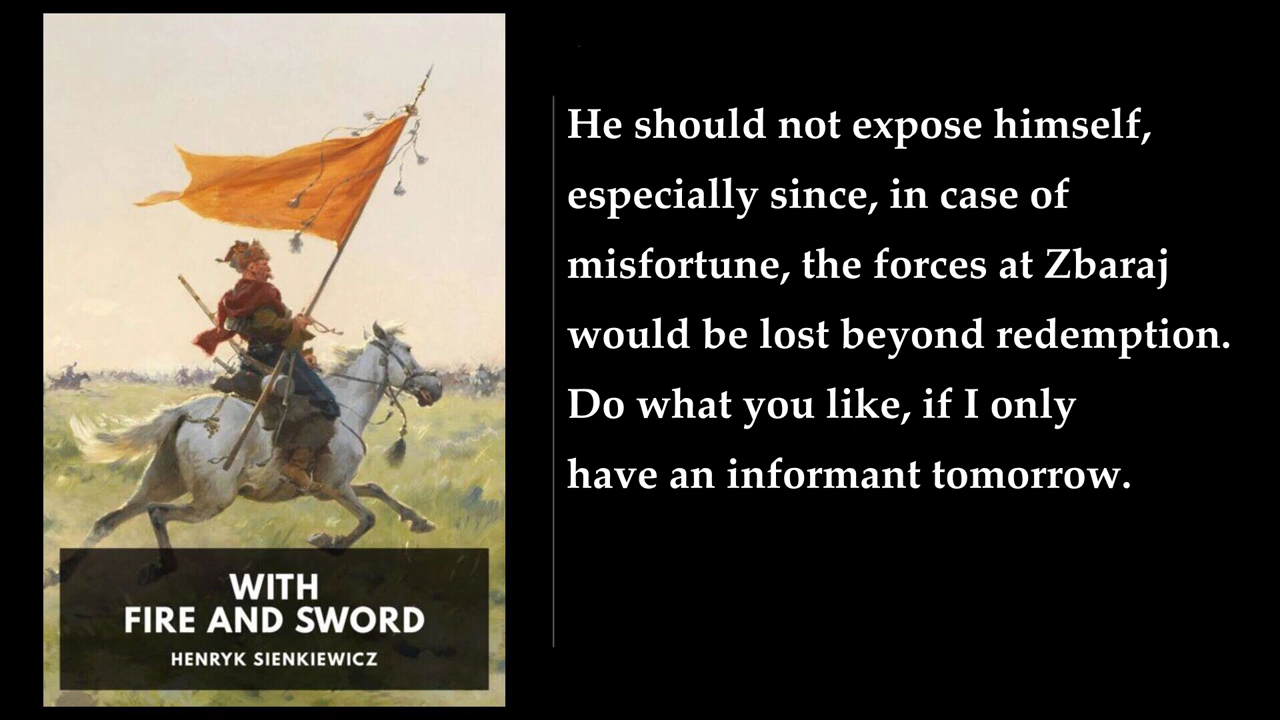 He should not expose himself,
especially since, in case of
misfortune, the forces at Zbaraj
would be lost beyond redemption.
Do what you like, if I only
have an informant tomorrow.
WITH
FIRE AND SWORD
HENRYK SIENKIEWICZ